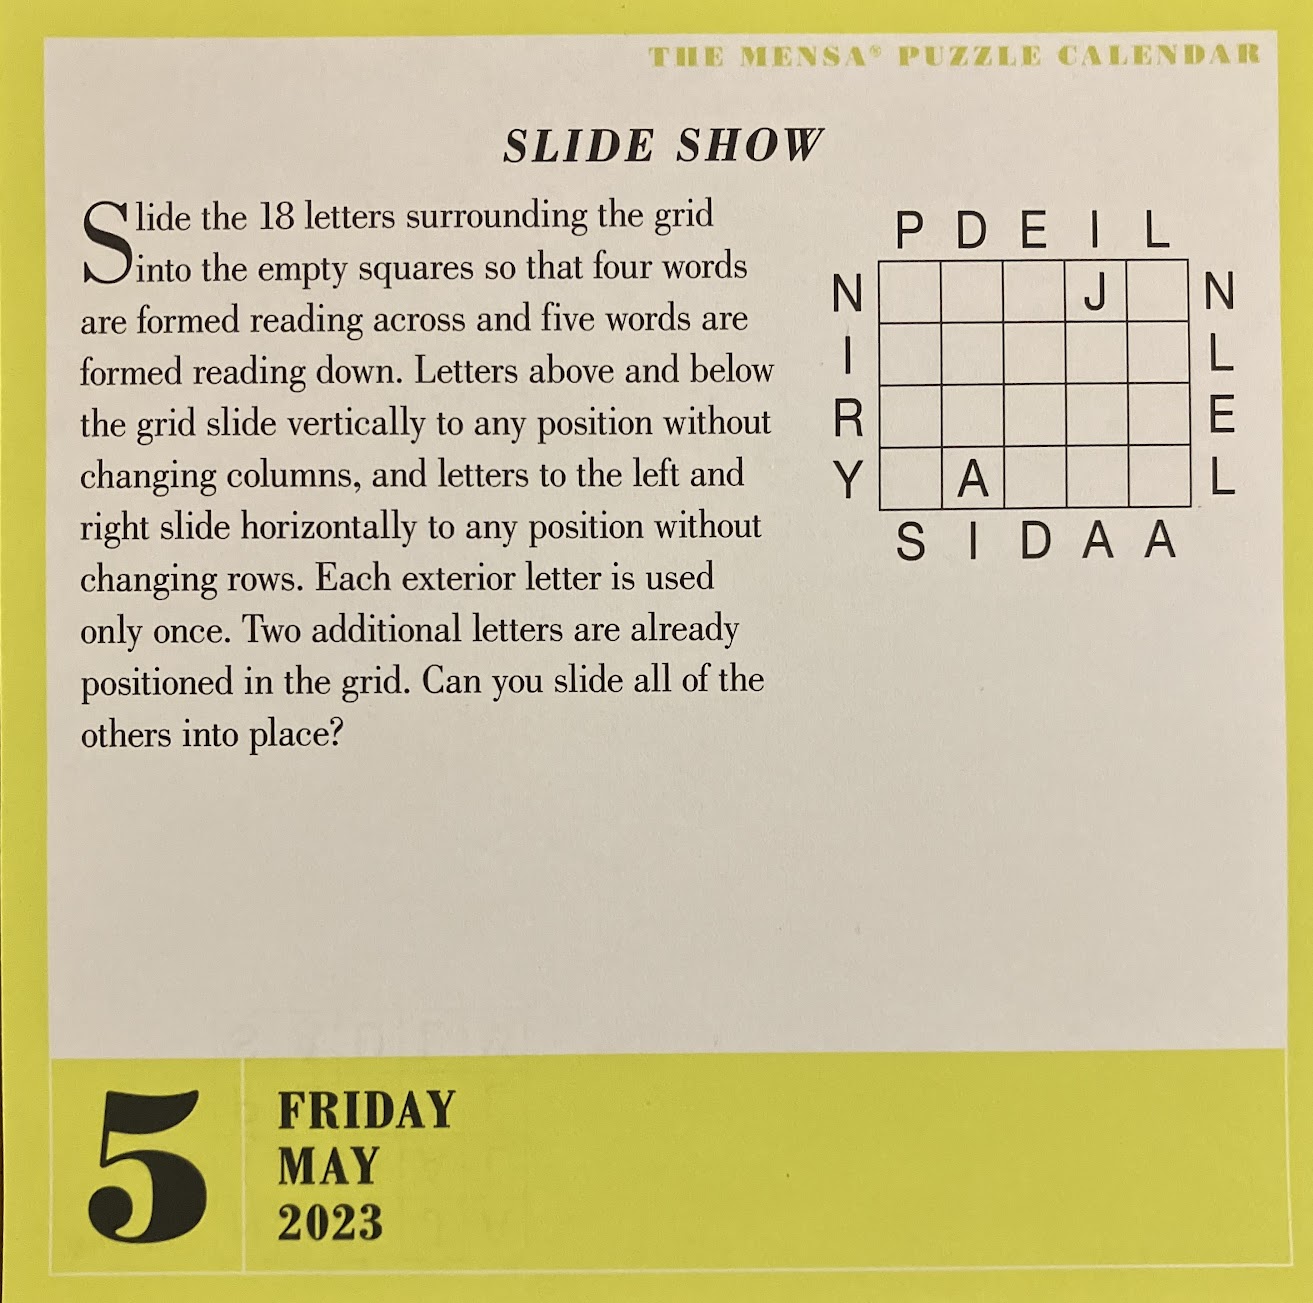 THE MENSA® PUZZLE CALENDAR
SLIDE SHOW
Slide the 18 letters surrounding the grid
into the empty squares so that four words
are formed reading across and five words are
formed reading down. Letters above and below
the grid slide vertically to any position without
changing columns, and letters to the left and
right slide horizontally to any position without
changing rows. Each exterior letter is used
only once. Two additional letters are already
positioned in the grid. Can you slide all of the
others into place?
P D E I L
N J N
I L
R E
Y A L
S I D A A
5
FRIDAY
MAY
2023